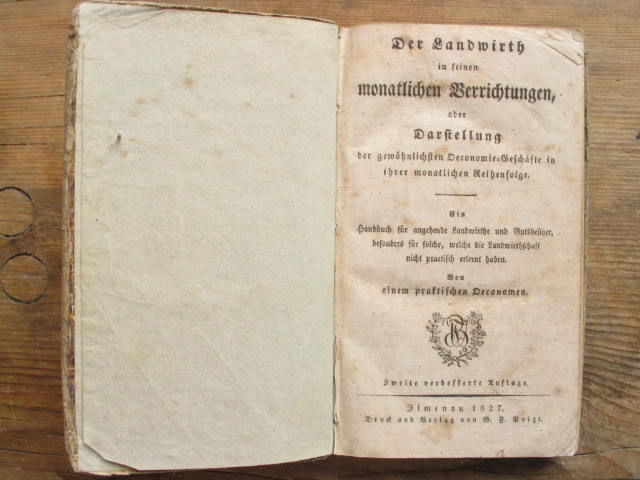 Der Landwirth
in seinen
monatlichen Verrichtungen,
oder
Darstellung
der gewöhnlichsten Oeconomie-Geschäfte in
ihrer monatlichen Reihenfolge.
Ein
Handbuch für angehende Landwirthe und Gutsbesitzer,
besonders für solche, welche die Landwirthschaft
nicht practisch erlernt haben.
Von
einem praktischen Oeconomen.
Zweite verbesserte Auflage.
Ilmenau 1827.
Druck und Verlag von B. F. Voigt.